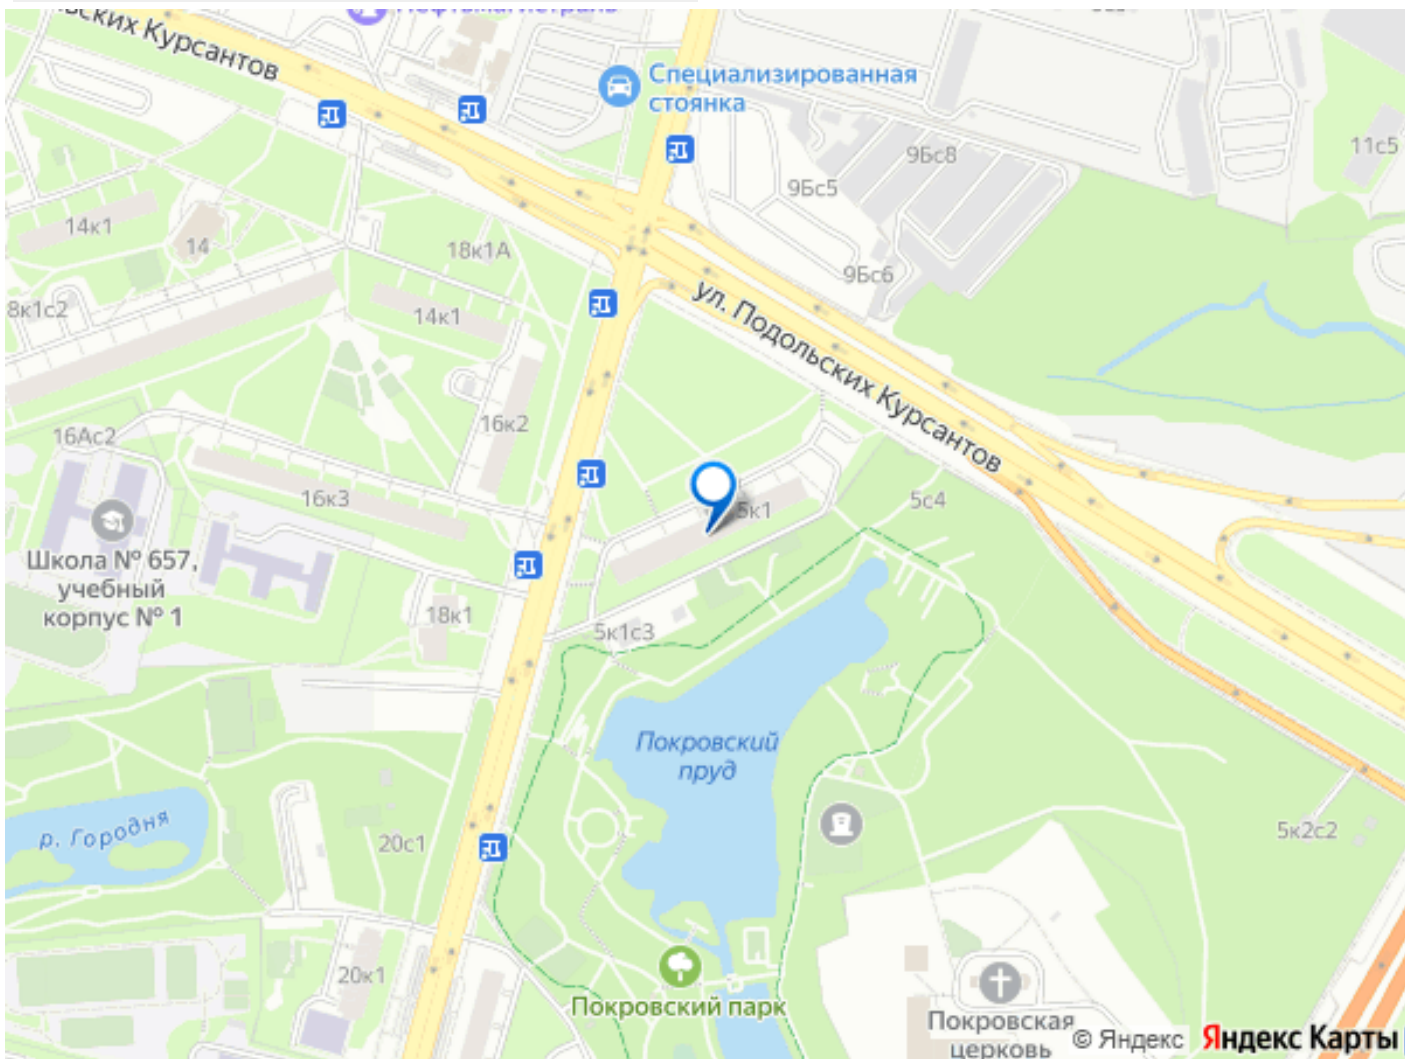 Специализированная
стоянка
ских Курсантов
11с5
9Бс8
9Бс5
14к1
14
18к1А
9Бс6
8к1с2
14к1
ул. Подольских Курсантов
16к2
16Ас2
16к3
5к1
5с4
Школа № 657,
учебный
корпус № 1
18к1
5к1с3
Покровский
пруд
р. Городня
20с1
5к2с2
20к1
Покровский парк
Покровская
церковь
© Яндекс
Яндекс Карты